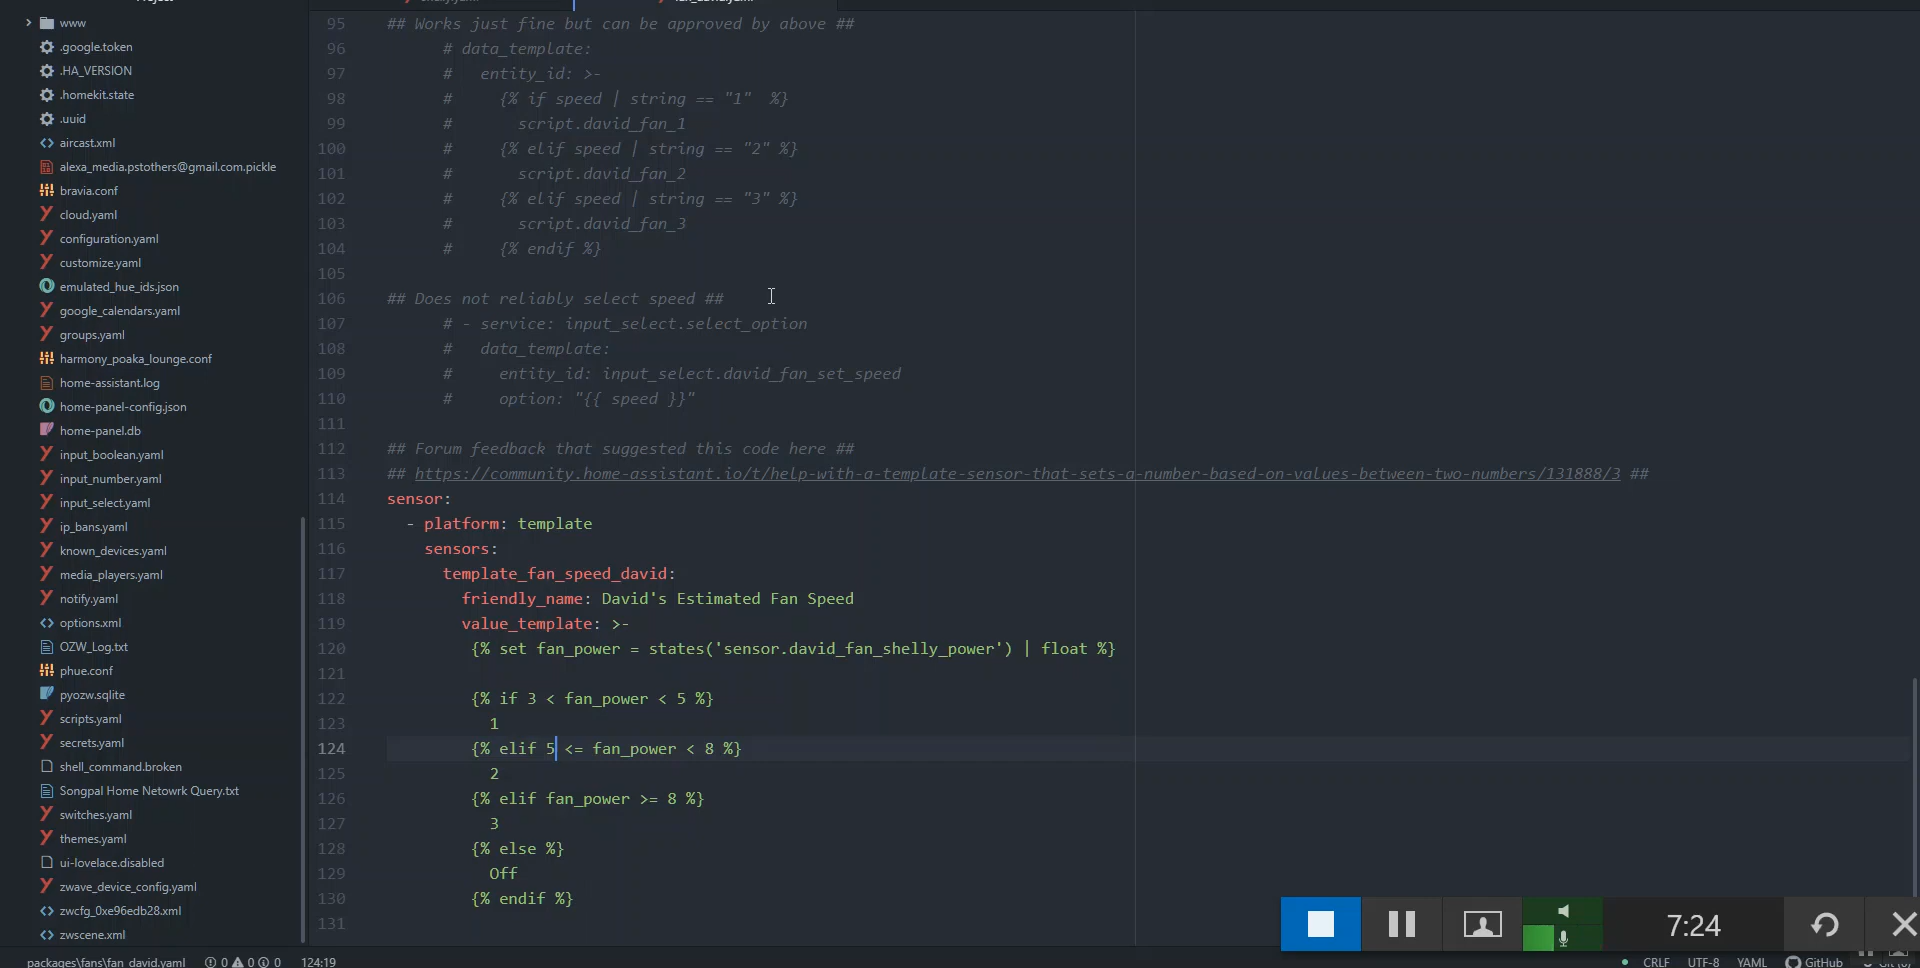 www
.google.token
.HA_VERSION
.homekit.state
.uuid
aircast.xml
alexa_media.pstothers@gmail.com.pickle
bravia.conf
cloud.yaml
configuration.yaml
customize.yaml
emulated_hue_ids.json
google_calendars.yaml
groups.yaml
harmony_poaka_lounge.conf
home-assistant.log
home-panel-config.json
home-panel.db
input_boolean.yaml
input_number.yaml
input_select.yaml
ip_bans.yaml
known_devices.yaml
media_players.yaml
notify.yaml
options.xml
OZW_Log.txt
phue.conf
pyozw.sqlite
scripts.yaml
secrets.yaml
shell_command.broken
Songpal Home Netowrk Query.txt
switches.yaml
themes.yaml
ui-lovelace.disabled
zwave_device_config.yaml
zwcfg_0xe96edb28.xml
zwscene.xml
95 ## Works just fine but can be approved by above ##
96 # data_template:
97 # entity_id: >-
98 # {% if speed | string == "1" %}
99 # script.david_fan_1
100 # {% elif speed | string == "2" %}
101 # script.david_fan_2
102 # {% elif speed | string == "3" %}
103 # script.david_fan_3
104 # {% endif %}
105
106 ## Does not reliably select speed ##
107 # - service: input_select.select_option
108 # data_template:
109 # entity_id: input_select.david_fan_set_speed
110 # option: "{{ speed }}"
111
112 ## Forum feedback that suggested this code here ##
113 ## https://community.home-assistant.io/t/help-with-a-template-sensor-that-sets-a-number-based-on-values-between-two-numbers/131888/3 ##
114 sensor:
115 - platform: template
116 sensors:
117 template_fan_speed_david:
118 friendly_name: David's Estimated Fan Speed
119 value_template: >-
120 {% set fan_power = states('sensor.david_fan_shelly_power') | float %}
121
122 {% if 3 < fan_power < 5 %}
123 1
124 {% elif 5 <= fan_power < 8 %}
125 2
126 {% elif fan_power >= 8 %}
127 3
128 {% else %}
129 Off
130 {% endif %}
131
7:24
packages\fans\fan_david.yaml 0 0 0 124:19
CRLF UTF-8 YAML GitHub